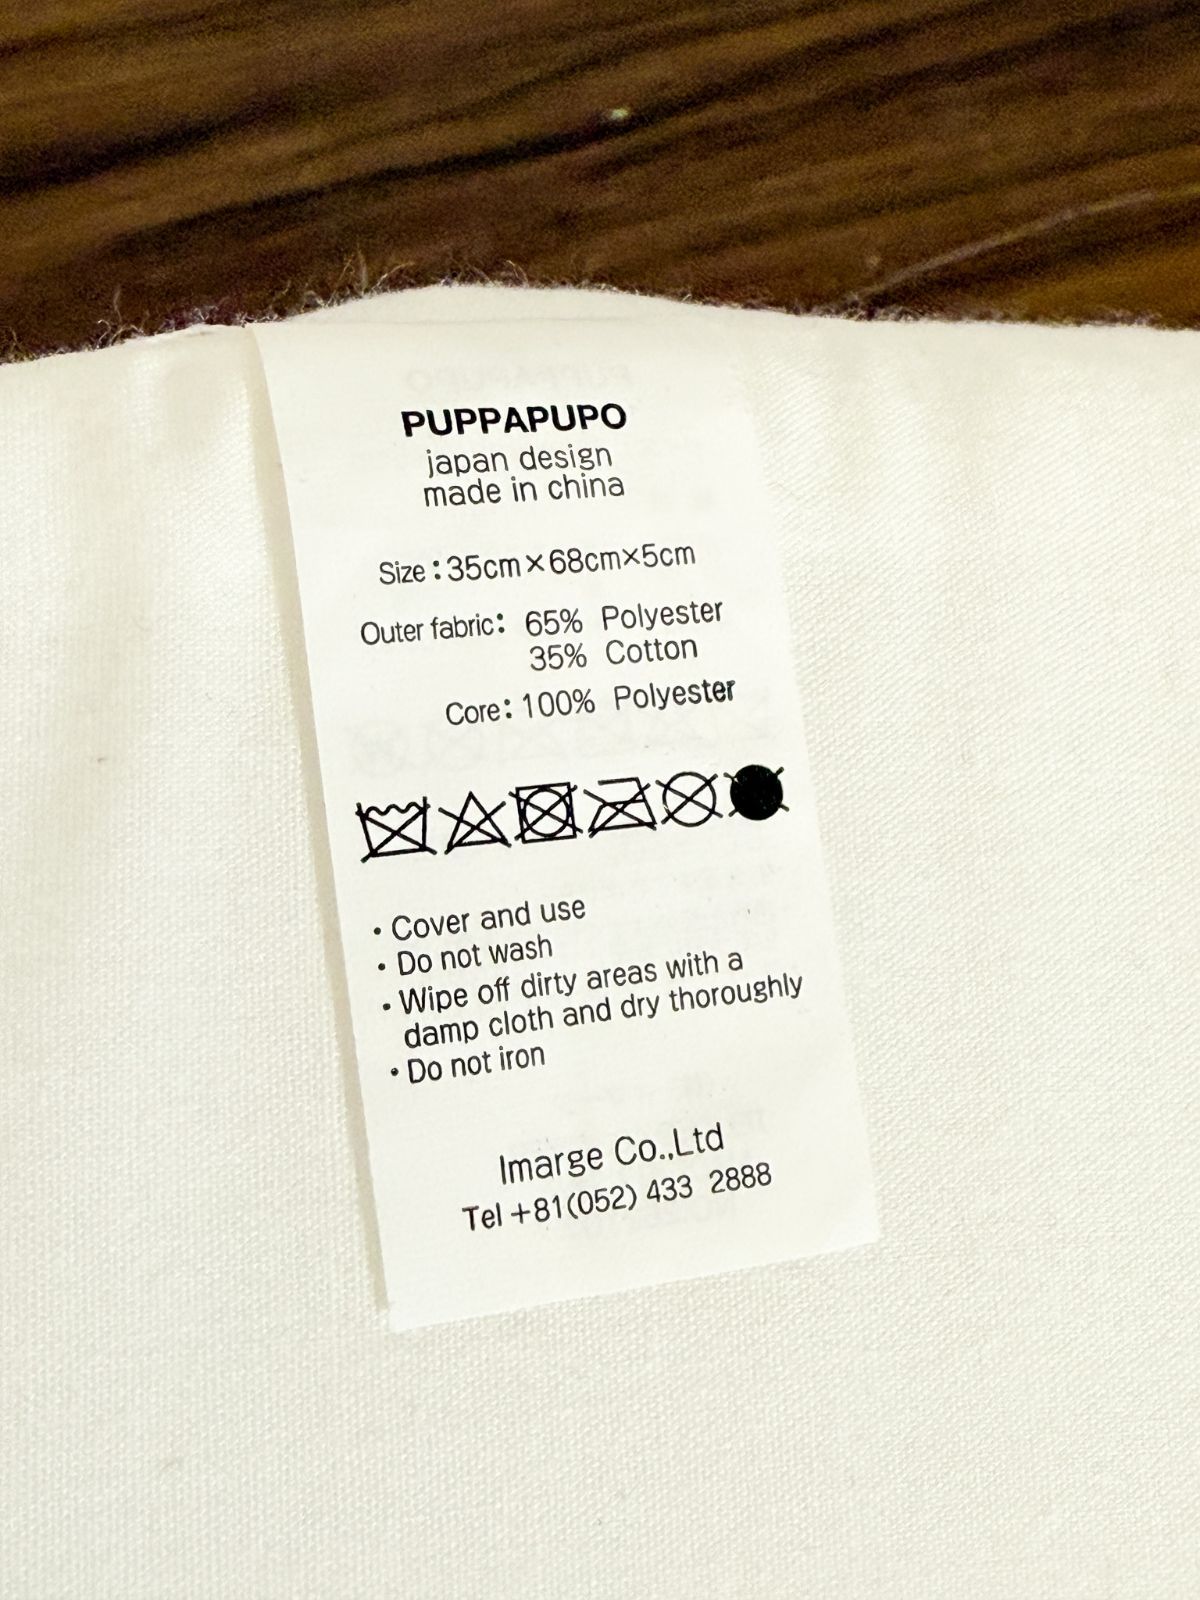 PUPPAPUPO
japan design
made in china
Size：35cm×68cm×5cm
Outer fabric： 65% Polyester
35% Cotton
Core：100% Polyester
・Cover and use
・Do not wash
・Wipe off dirty areas with a
damp cloth and dry thoroughly
・Do not iron
Imarge Co.,Ltd
Tel +81(052) 433 2888